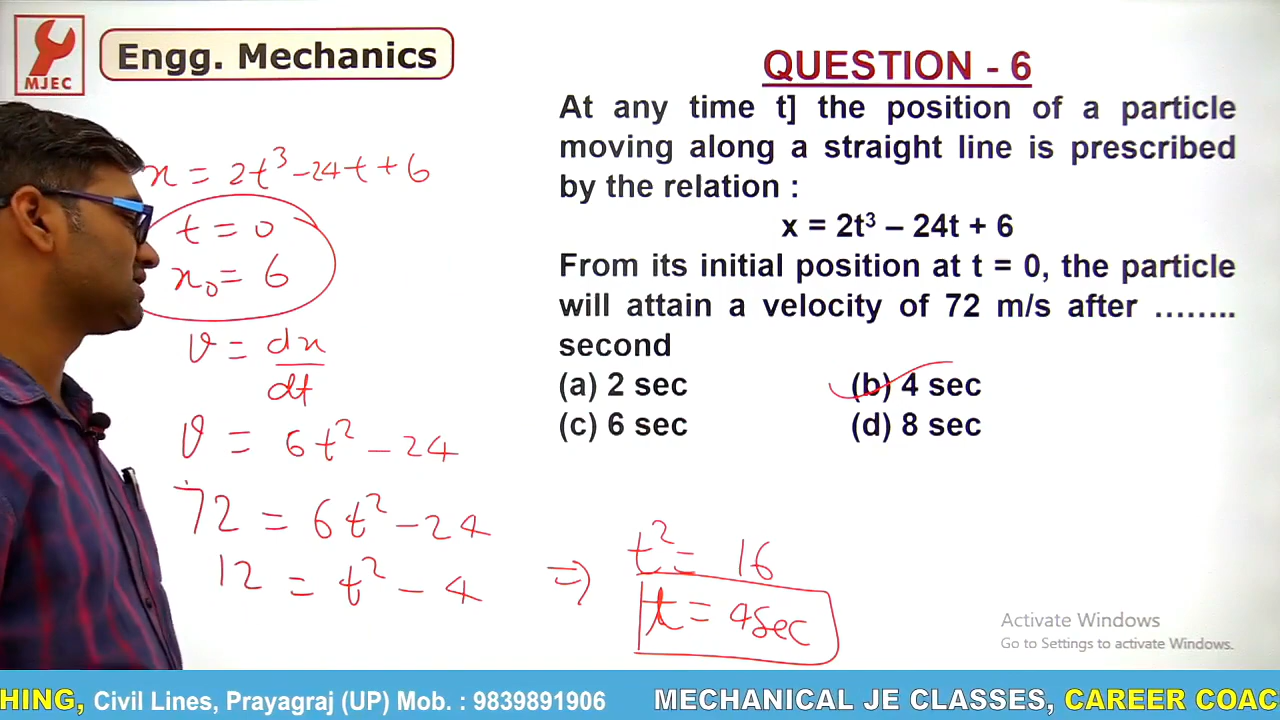 MJEC
Engg. Mechanics
x = 2t³ - 24t + 6
t = 0
x₀ = 6
v = dx/dt
v = 6t² - 24
72 = 6t² - 24
12 = t² - 4
⇒ t² = 16
t = 4sec
QUESTION - 6
At any time t] the position of a particle
moving along a straight line is prescribed
by the relation :
x = 2t³ – 24t + 6
From its initial position at t = 0, the particle
will attain a velocity of 72 m/s after ……..
second
(a) 2 sec (b) 4 sec
(c) 6 sec (d) 8 sec
Activate Windows
Go to Settings to activate Windows.
HING, Civil Lines, Prayagraj (UP) Mob. : 9839891906 MECHANICAL JE CLASSES, CAREER COAC